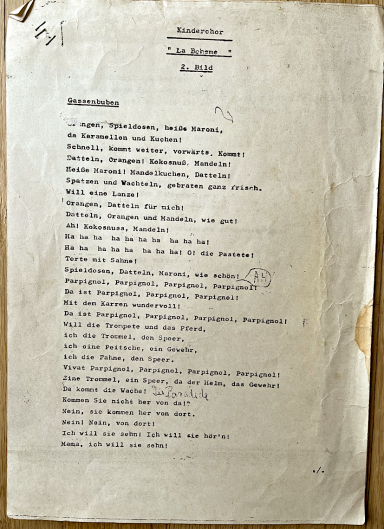 Kinderchor
" La Boheme "
2. Bild
Gassenbuben
Orangen, Spieldosen, heiße Maroni,
da Karamellen und Kuchen!
Schnell, kommt weiter, vorwärts. Kommt!
Datteln, Orangen! Kokosnuß. Mandeln!
Heiße Maroni! Mandelkuchen, Datteln!
Spatzen und Wachteln, gebraten ganz frisch.
Will eine Lanze!
Orangen, Datteln für mich!
Datteln, Orangen und Mandeln, wie gut!
Ah! Kokosnuss, Mandeln!
Ha ha ha ha ha ha ha ha ha ha!
Ha ha ha ha ha ha ha ha! O! die Pastete!
Torte mit Sahne!
Spieldosen, Datteln, Maroni, wie schön!
Parpignol, Parpignol, Parpignol, Parpignol!
Da ist Parpignol, Parpignol, Parpignol!
Mit dem Karren wundervoll!
Da ist Parpignol, Parpignol, Parpignol, Parpignol!
Will die Trompete und das Pferd,
ich die Trommel, den Speer.
ich eine Peitsche, ein Gewehr,
ich die Fahne, den Speer.
Vivat Parpignol, Parpignol, Parpignol, Parpignol!
Eine Trommel, ein Speer, da der Helm, das Gewehr!
Da kommt die Wache!
Kommen Sie nicht her von da!?
Nein, sie kommen her von dort.
Nein! Nein, von dort!
Ich will sie sehn! Ich will sie hör'n!
Mama, ich will sie sehn!
./.